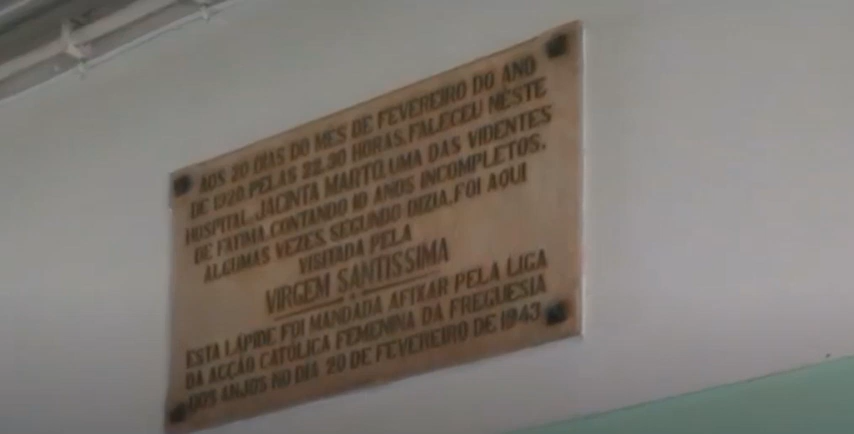 AOS 20 DIAS DO MES DE FEVEREIRO DO ANO
DE 1920, PELAS 22,30 HORAS, FALECEU NESTE
HOSPITAL, JACINTA MARTO, UMA DAS VIDENTES
DE FATIMA, CONTANDO 10 ANOS INCOMPLETOS.
ALGUMAS VEZES, SEGUNDO DIZIA, FOI AQUI
VISITADA PELA
VIRGEM SANTISSIMA
ESTA LÁPIDE FOI MANDADA AFIXAR PELA LIGA
DA ACÇÃO CATÓLICA FEMENINA DA FREGUESIA
DOS ANJOS NO DIA 20 DE FEVEREIRO DE 1943.